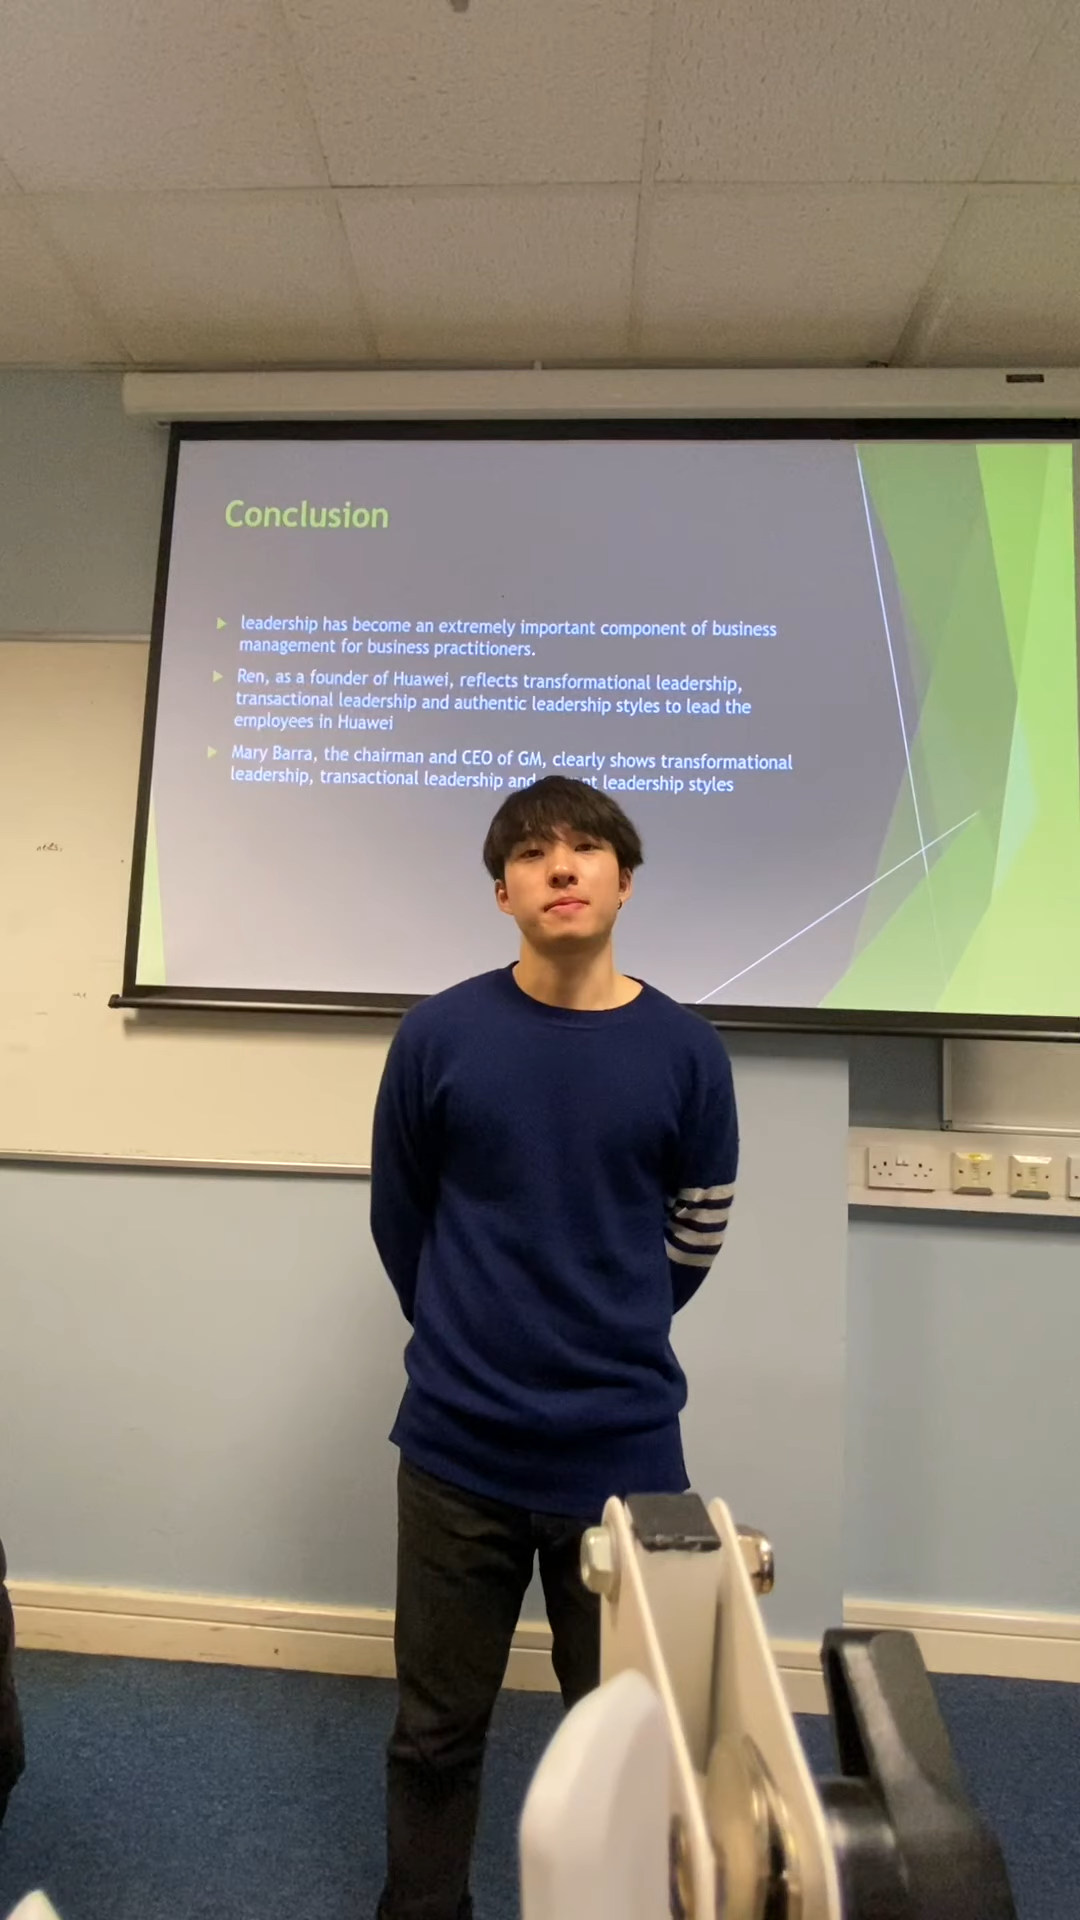 Conclusion
leadership has become an extremely important component of business
management for business practitioners.
Ren, as a founder of Huawei, reflects transformational leadership,
transactional leadership and authentic leadership styles to lead the
employees in Huawei
Mary Barra, the chairman and CEO of GM, clearly shows transformational
leadership, transactional leadership and leadership styles